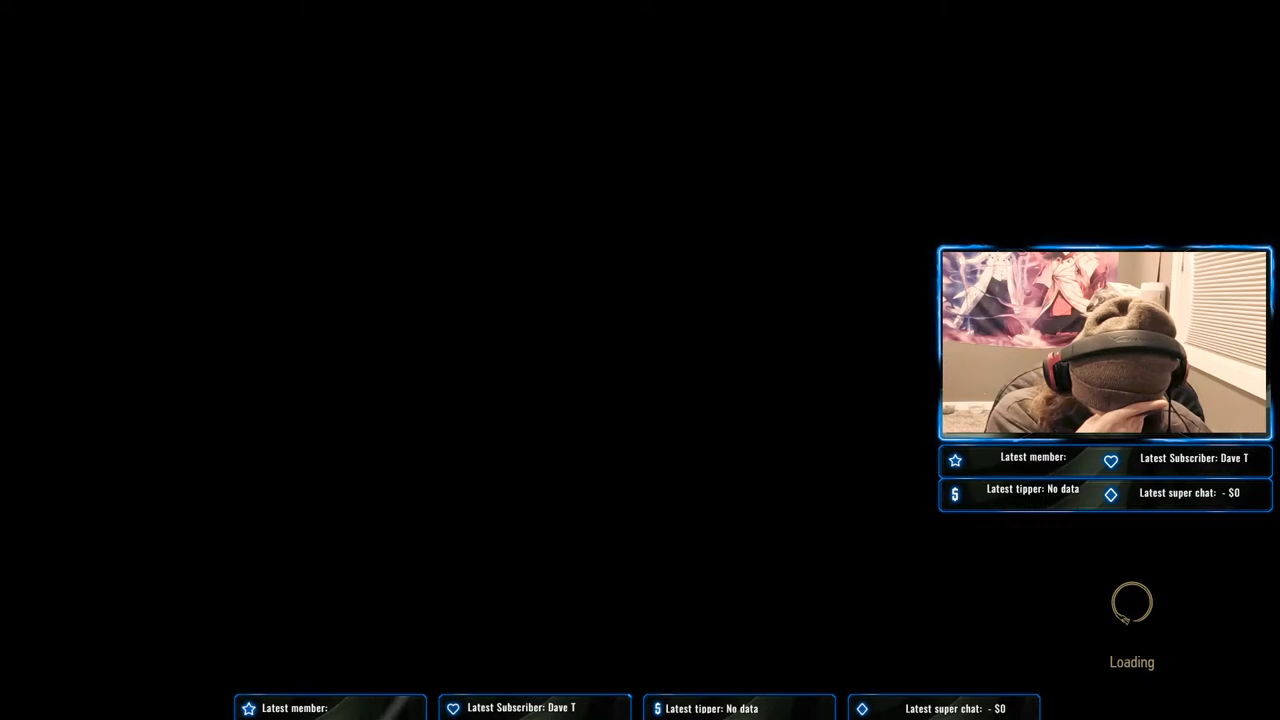 Latest member:
Latest Subscriber: Dave T
Latest tipper: No data
Latest super chat: - $0
Loading
Latest member:
Latest Subscriber: Dave T
Latest tipper: No data
Latest super chat: - $0